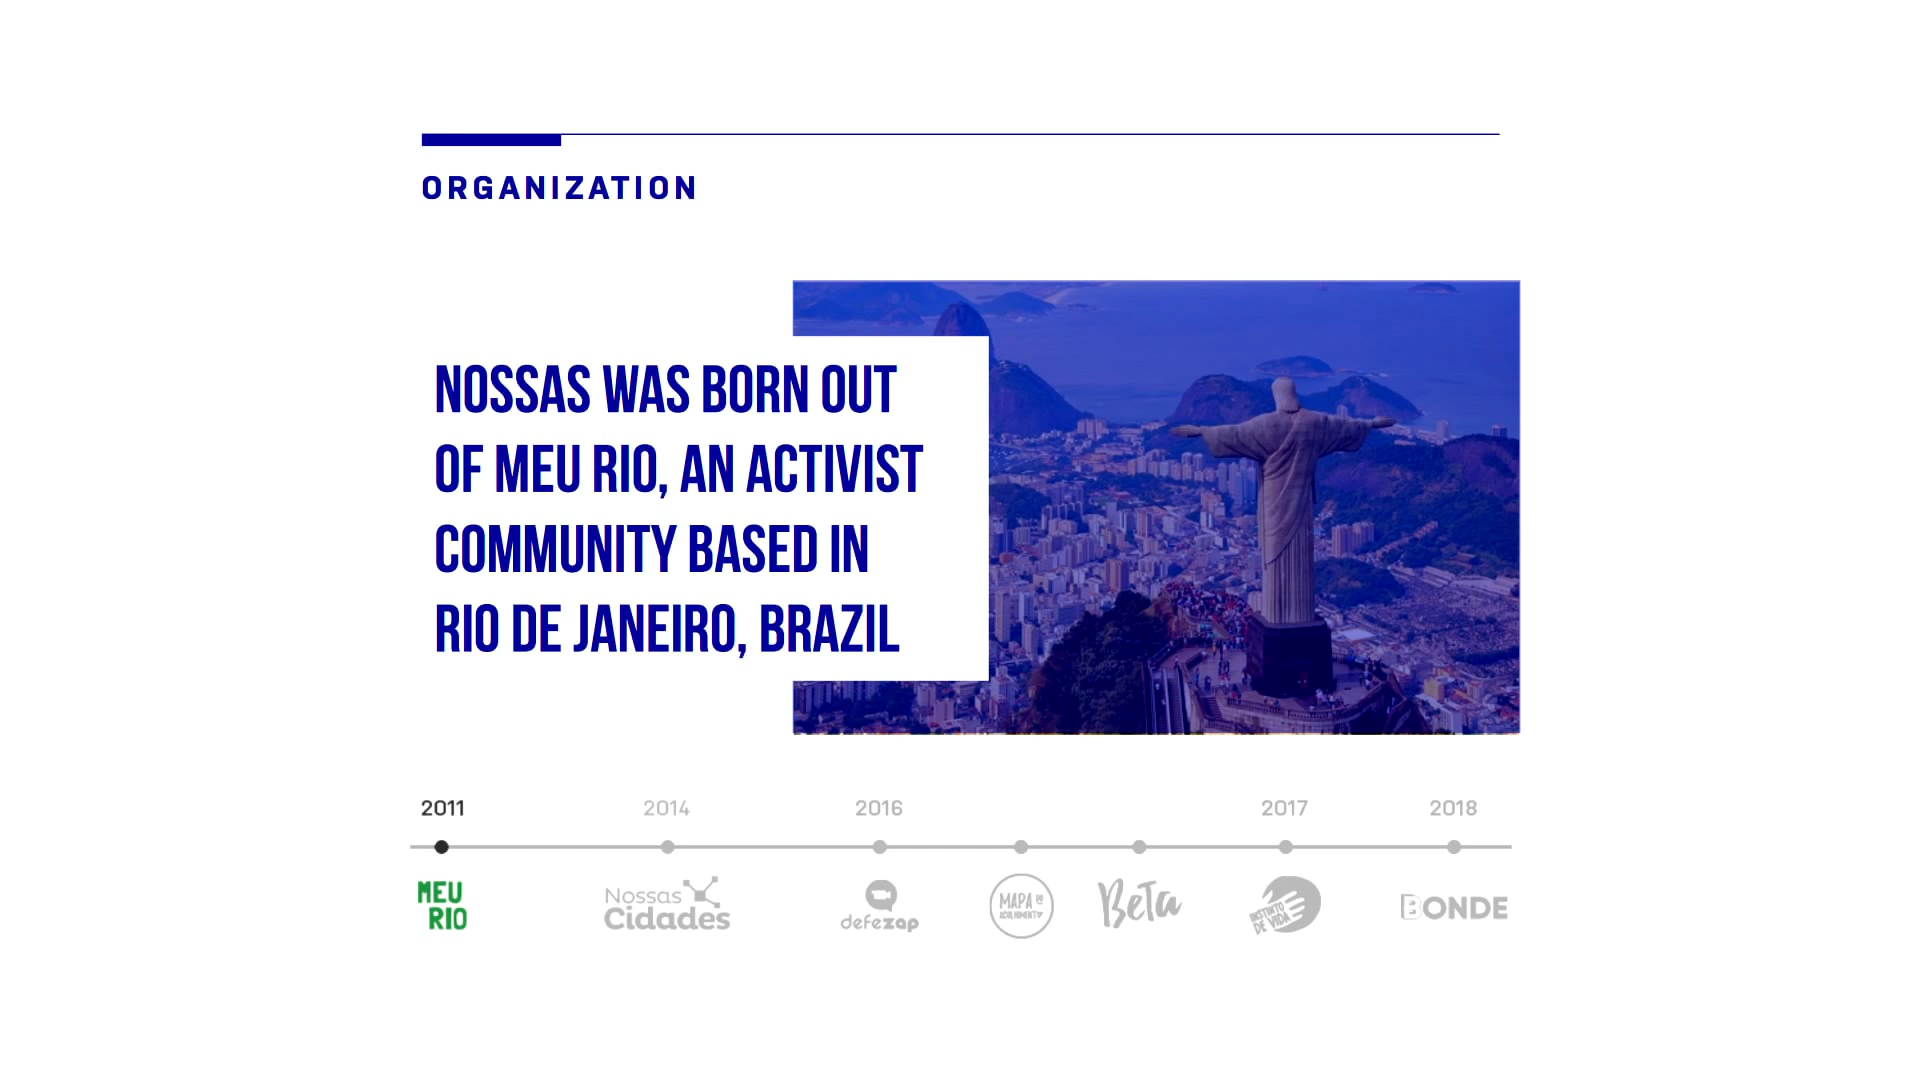 ORGANIZATION
NOSSAS WAS BORN OUT
OF MEU RIO, AN ACTIVIST
COMMUNITY BASED IN
RIO DE JANEIRO, BRAZIL
2011
2014
2016
2017
2018
MEU
RIO
Nossas
Cidades
defezap
MAPA DO
ACOLHIMENTO
BeTa
INSTINTO
DE VIDA
BONDE